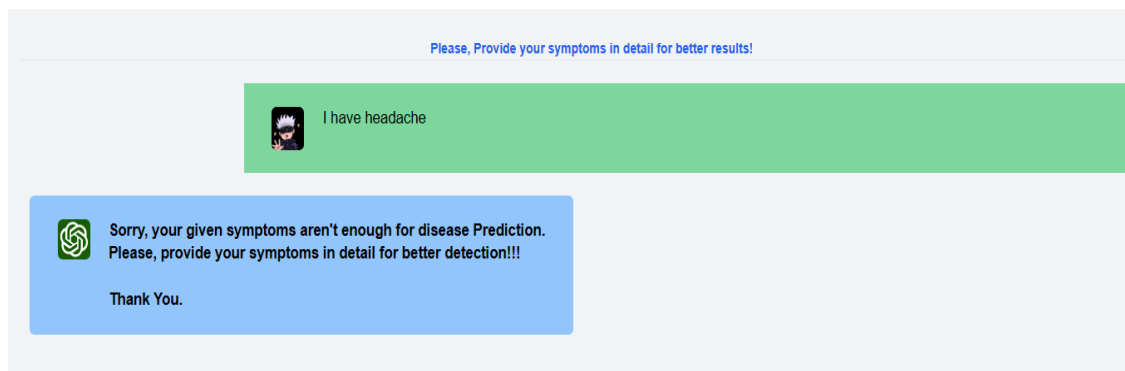 Please, Provide your symptoms in detail for better results!
I have headache
Sorry, your given symptoms aren't enough for disease Prediction.
Please, provide your symptoms in detail for better detection!!!
Thank You.